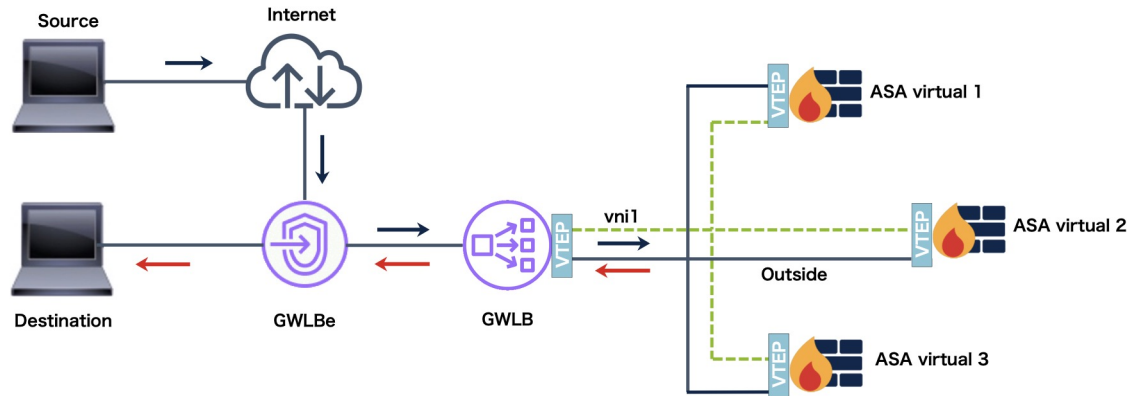 Source
Internet
VTEP
ASA virtual 1
vni1
VTEP
VTEP
ASA virtual 2
Outside
Destination
GWLBe
GWLB
VTEP
ASA virtual 3